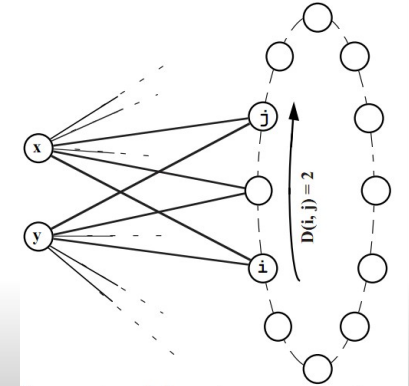 j
x
D(i, j) = 2
y
i